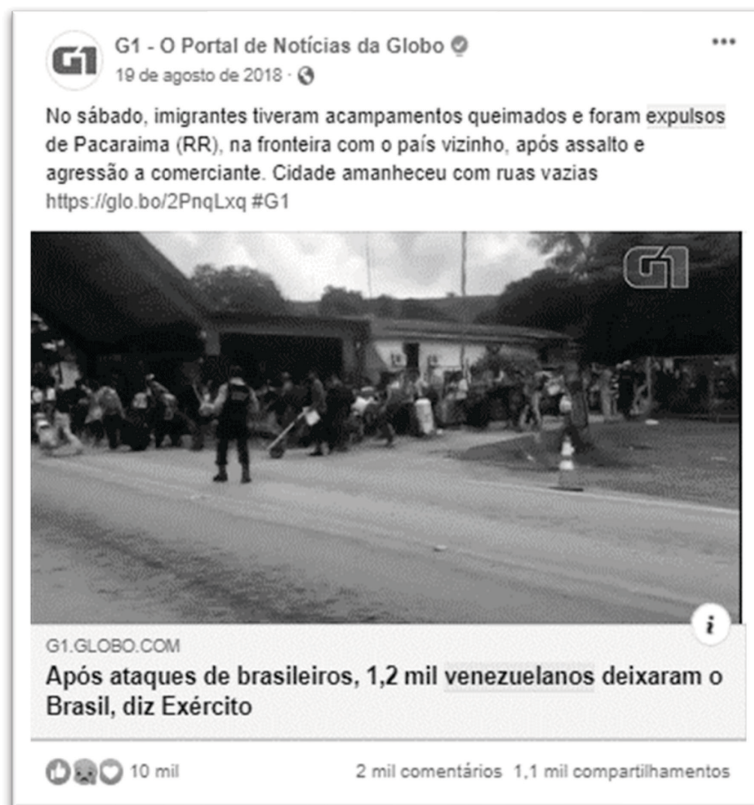 G1
G1 - O Portal de Notícias da Globo
19 de agosto de 2018 ·
No sábado, imigrantes tiveram acampamentos queimados e foram expulsos
de Pacaraima (RR), na fronteira com o país vizinho, após assalto e
agressão a comerciante. Cidade amanheceu com ruas vazias
https://glo.bo/2PnqLxq #G1
G1
i
G1.GLOBO.COM
Após ataques de brasileiros, 1,2 mil venezuelanos deixaram o
Brasil, diz Exército
10 mil 2 mil comentários 1,1 mil compartilhamentos